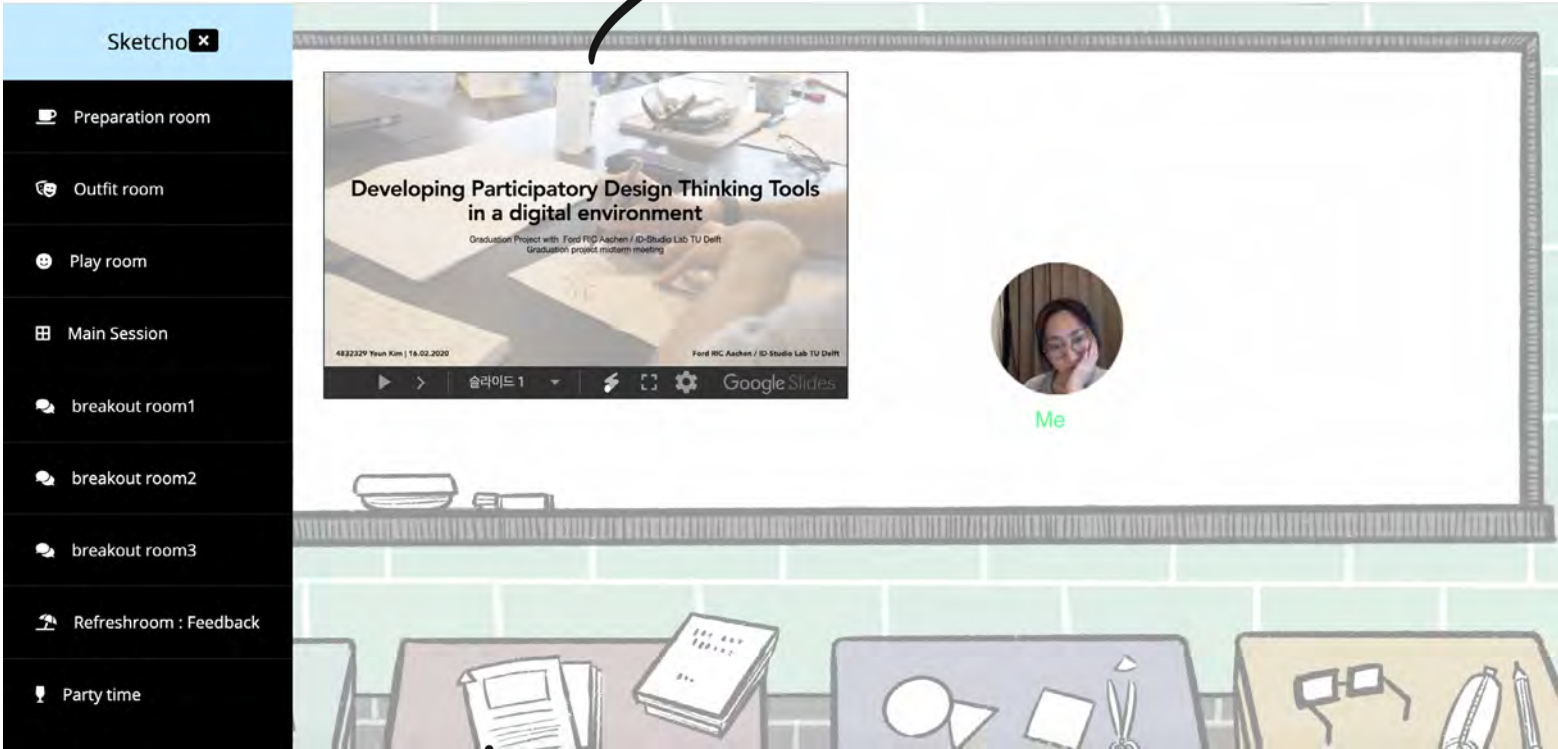 Sketcho
Preparation room
Outfit room
Play room
Main Session
breakout room1
breakout room2
breakout room3
Refreshroom : Feedback
Party time
Developing Participatory Design Thinking Tools
in a digital environment
Graduation Project with Ford RIC Aachen / ID-Studio Lab TU Delft
Graduation project midterm meeting
4832329 Youn Kim | 16.02.2020
Ford RIC Aachen / ID-Studio Lab TU Delft
슬라이드 1
Google Slides
Me